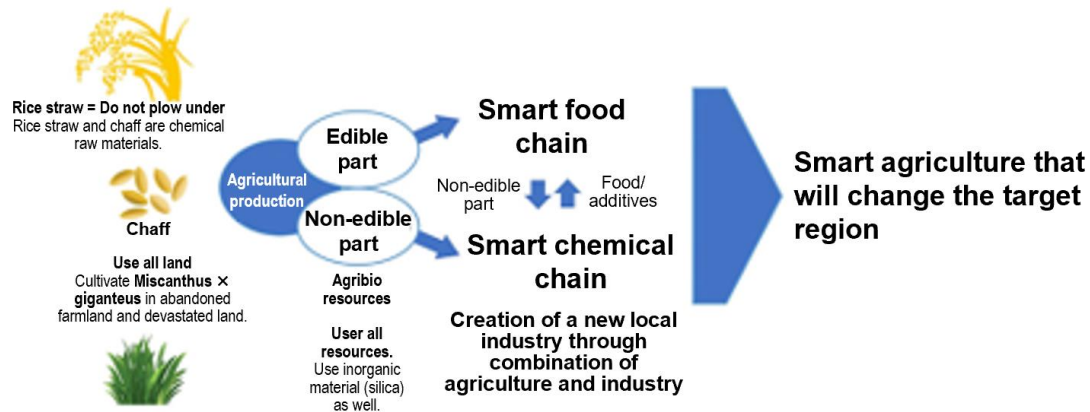 Rice straw = Do not plow under
Rice straw and chaff are chemical
raw materials.
Chaff
Use all land
Cultivate Miscanthus ×
giganteus in abandoned
farmland and devastated land.
Agricultural
production
Edible
part
Non-edible
part
Agribio
resources
User all
resources.
Use inorganic
material (silica)
as well.
Smart food
chain
Non-edible
part
Food/
additives
Smart chemical
chain
Creation of a new local
industry through
combination of
agriculture and industry
Smart agriculture that
will change the target
region